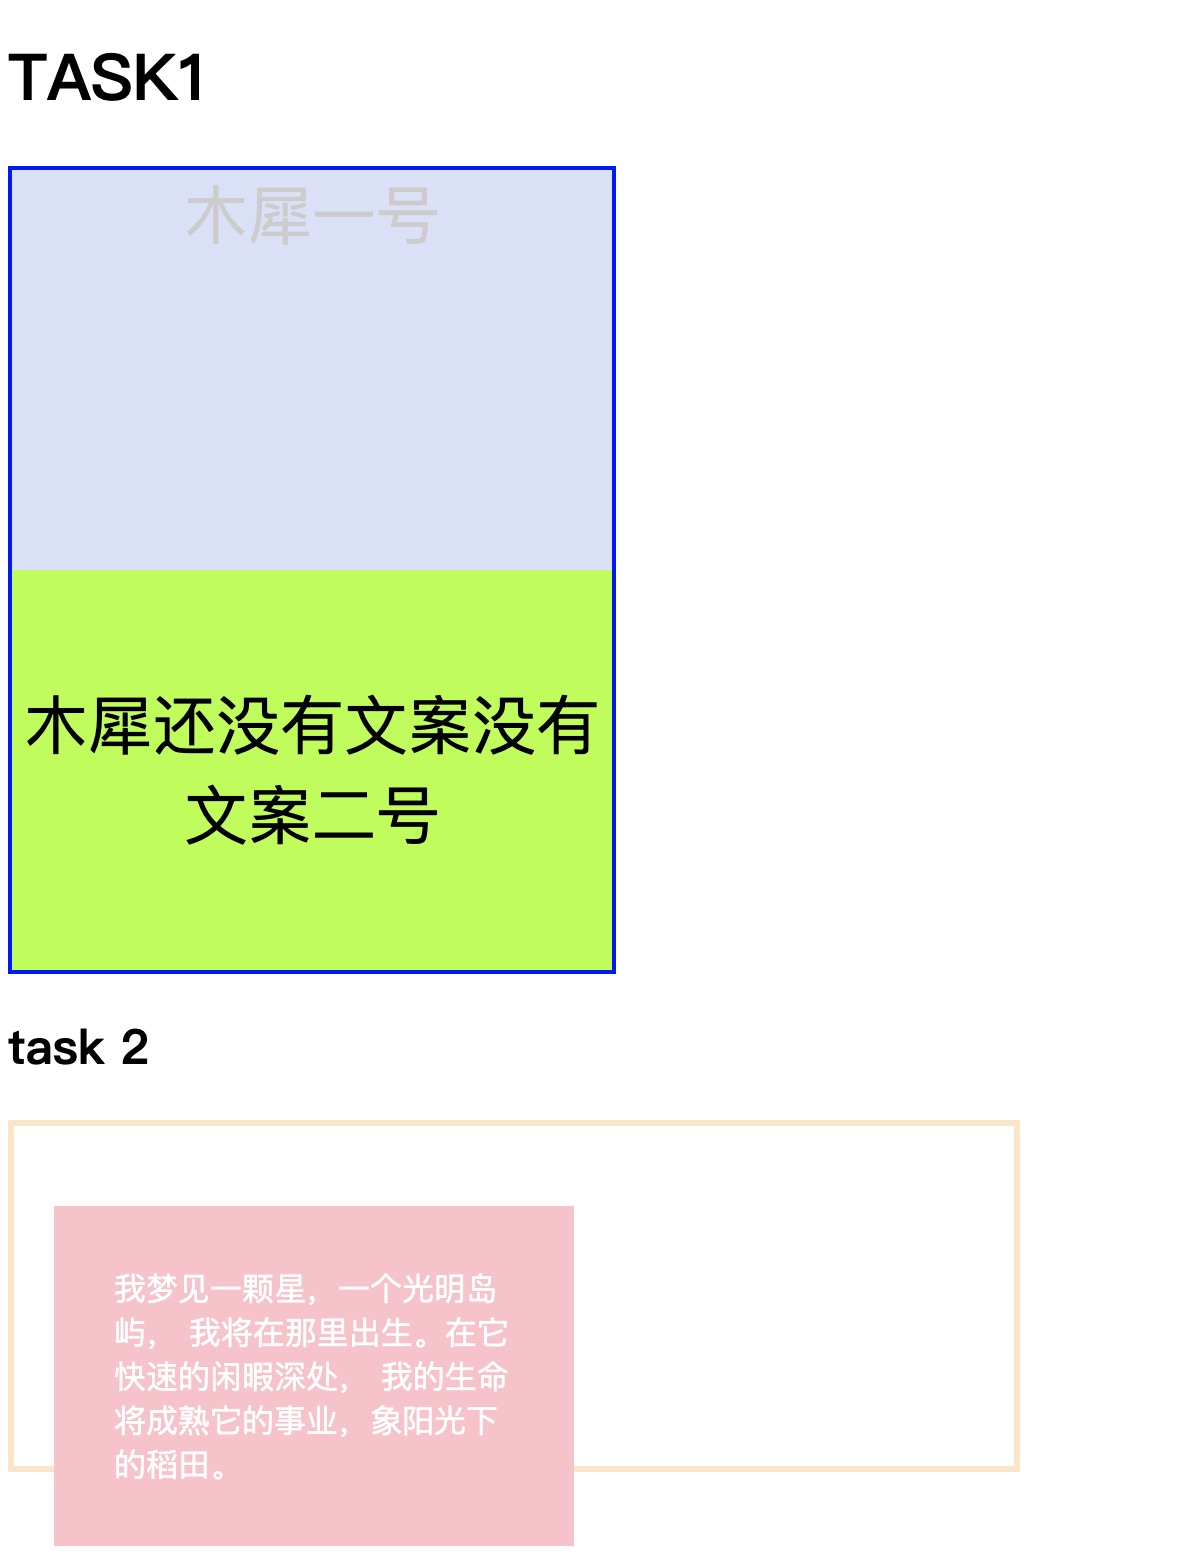 TASK1
木犀一号
木犀还没有文案没有
文案二号
task 2
我梦见一颗星，一个光明岛
屿， 我将在那里出生。在它
快速的闲暇深处， 我的生命
将成熟它的事业，象阳光下
的稻田。